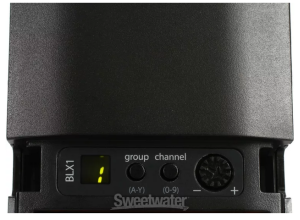 BLX1
1
group channel
(A-Y) (0-9) - +
Sweetwater